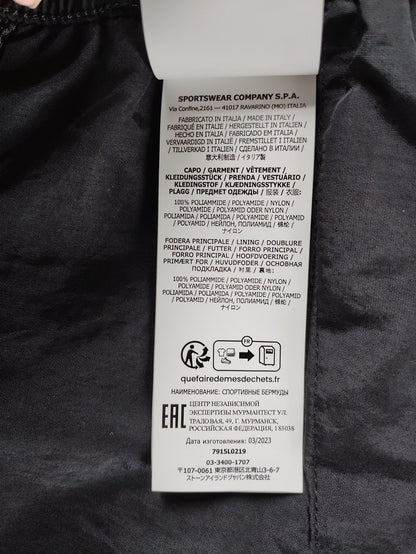 SPORTSWEAR COMPANY S.P.A.
Via Confine,2161 — 41017 RAVARINO (MO) ITALIA
FABBRICATO IN ITALIA / MADE IN ITALY /
FABRIQUÉ EN ITALIE / HERGESTELLT IN ITALIEN /
HECHO EN ITALIA / FABRICADO EM ITALIA /
VERVAARDIGD IN ITALIË / FREMSTILLET I ITALIEN
/ TILLVERKAD I ITALIEN / СДЕЛАНО В ИТАЛИИ /
意大利制造 / イタリア製
CAPO / GARMENT / VÊTEMENT /
KLEIDUNGSSTÜCK / PRENDA / VESTUÁRIO /
KLEDINGSTOF / KLÆDNINGSSTYKKE /
PLAGG / ПРЕДМЕТ ОДЕЖДЫ / 服装 / 衣服:
100% POLIAMMIDE / POLYAMIDE / NYLON /
POLYAMIDE / POLYAMID ODER NYLON /
POLIAMIDA / POLIAMIDA / POLYAMIDE / POLYAMID
/ POLYAMID / НЕЙЛОН, ПОЛИАМИД / 锦纶 /
ナイロン
FODERA PRINCIPALE / LINING / DOUBLURE
PRINCIPALE / FUTTER / FORRO PRINCIPAL /
FORRO PRINCIPAL / HOOFDVOERING /
PRIMÆRT FOR / HUVUDFODER / ОСНОВНАЯ
ПОДКЛАДКА / 衬里 / 裏地:
100% POLIAMMIDE / POLYAMIDE / NYLON /
POLYAMIDE / POLYAMID ODER NYLON /
POLIAMIDA / POLIAMIDA / POLYAMIDE / POLYAMID
/ POLYAMID / НЕЙЛОН, ПОЛИАМИД / 锦纶 /
ナイロン
FR
quefairedemesdechets.fr
НАИМЕНОВАНИЕ: СПОРТИВНЫЕ БЕРМУДЫ
EAC
ЦЕНТР НЕЗАВИСИМОЙ
ЭКСПЕРТИЗЫ МУРМАНТЕСТ УЛ.
ТРАЛОВАЯ 49, Г. МУРМАНСК,
РОССИЙСКАЯ ФЕДЕРАЦИЯ, 183038
Дата изготовления: 03/2023
7915L0219
03-3400-1707
〒107-0061 東京都港区北青山3-6-7
ストーンアイランドジャパン株式会社